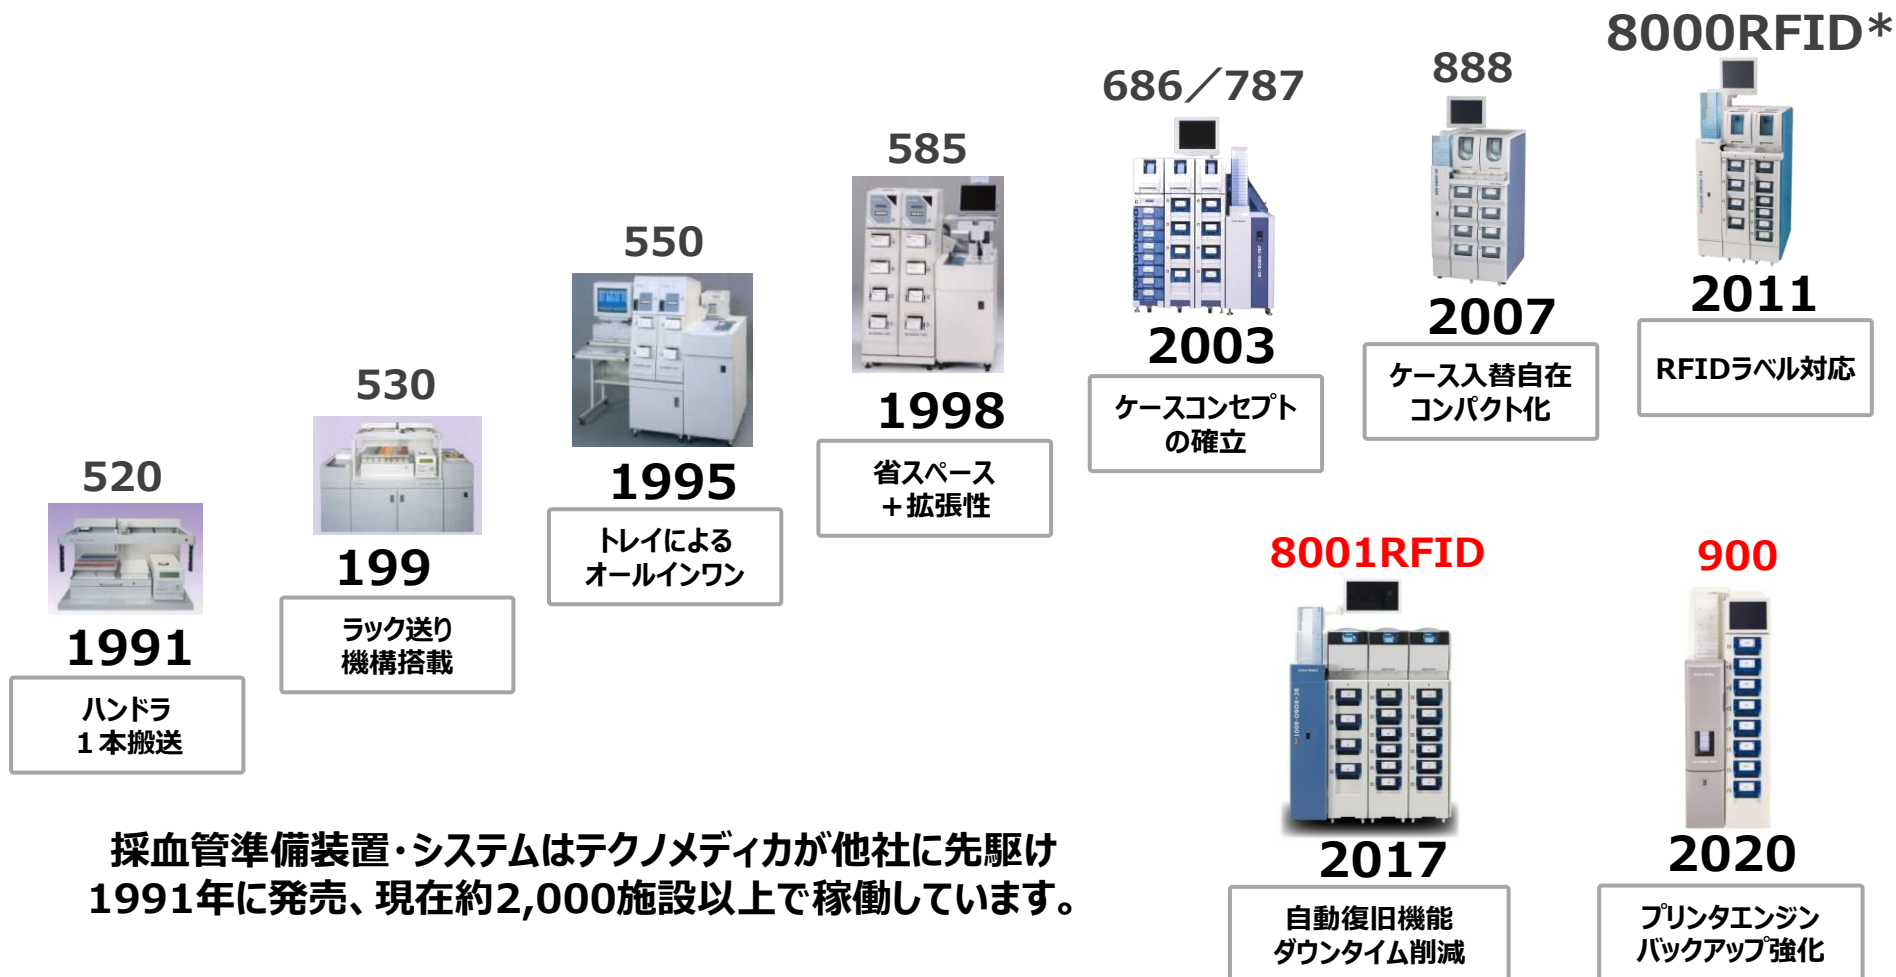 520
1991
ハンドラ
１本搬送
530
199
ラック送り
機構搭載
550
1995
トレイによる
オールインワン
585
1998
省スペース
＋拡張性
686／787
2003
ケースコンセプト
の確立
888
2007
ケース入替自在
コンパクト化
8000RFID*
2011
RFIDラベル対応
8001RFID
2017
自動復旧機能
ダウンタイム削減
900
2020
プリンタエンジン
バックアップ強化
採血管準備装置・システムはテクノメディカが他社に先駆け
1991年に発売、現在約2,000施設以上で稼働しています。